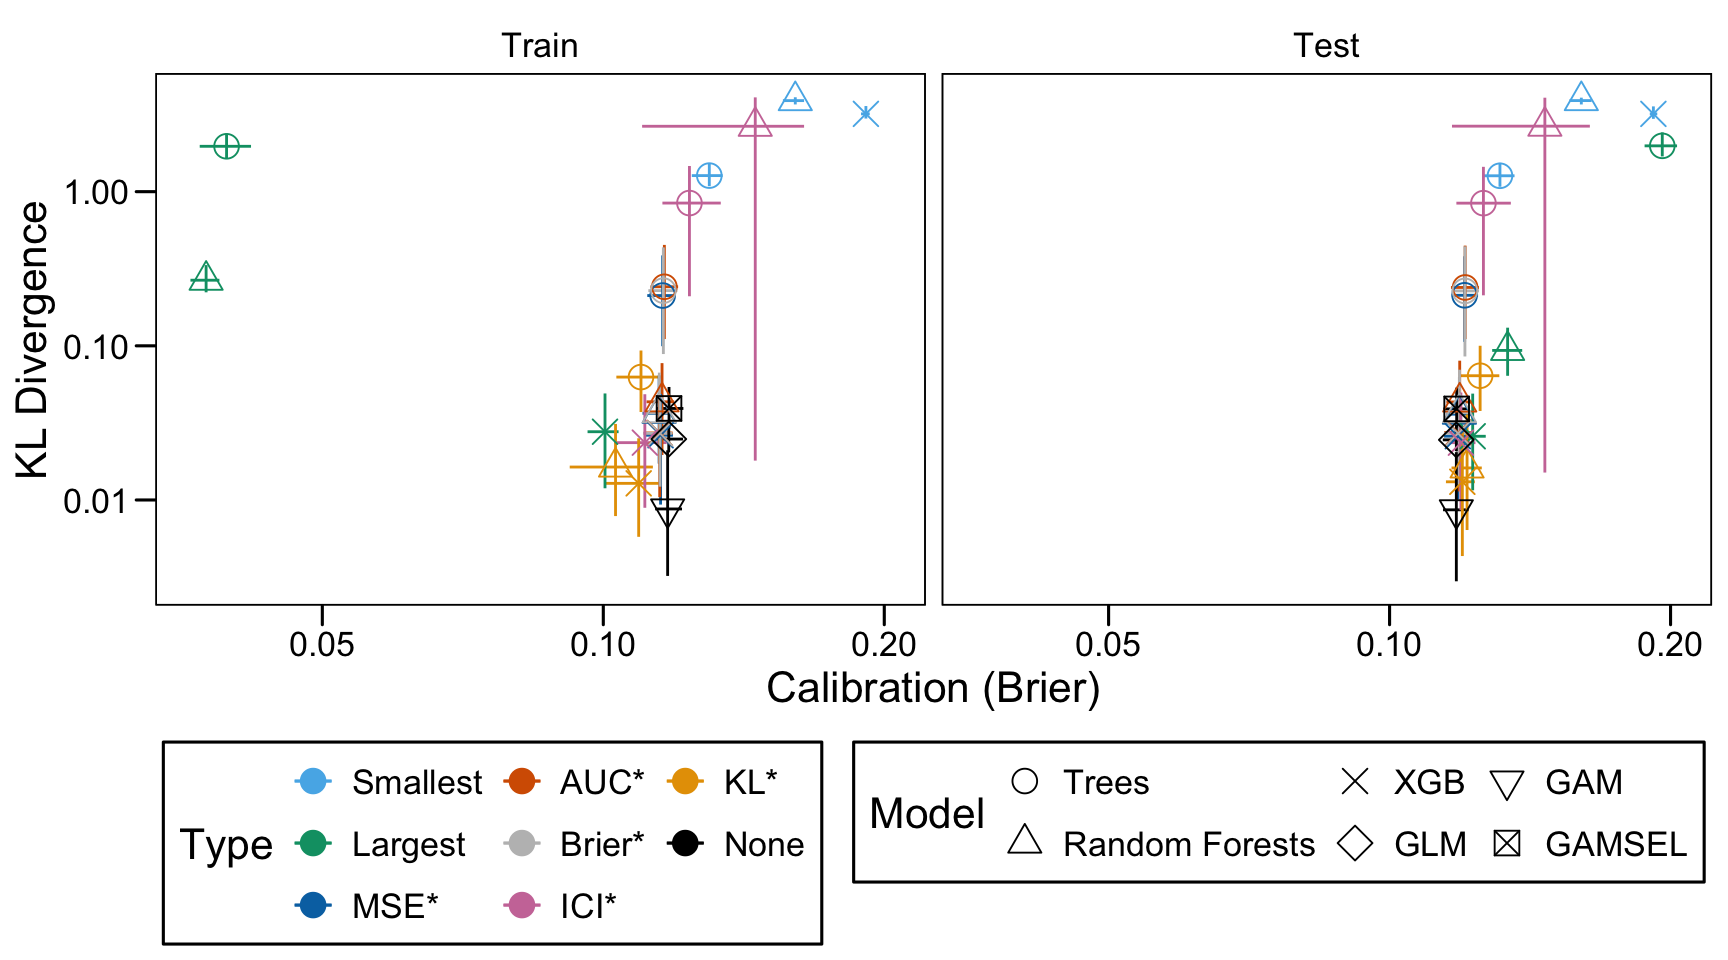 Train Test
KL Divergence
1.00
0.10
0.01
0.05 0.10 0.20 0.05 0.10 0.20
Calibration (Brier)
Type
Smallest AUC* KL*
Largest Brier* None
MSE* ICI*
Model
Trees XGB GAM
Random Forests GLM GAMSEL